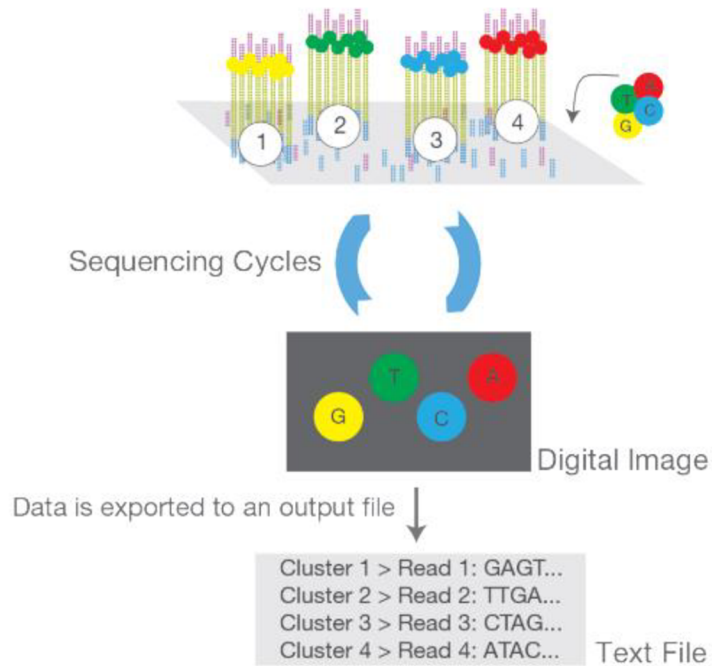 1
2
3
4
A
T
C
G
Sequencing Cycles
T
A
G
C
Digital Image
Data is exported to an output file
Cluster 1 > Read 1: GAGT...
Cluster 2 > Read 2: TTGA...
Cluster 3 > Read 3: CTAG...
Cluster 4 > Read 4: ATAC...
Text File